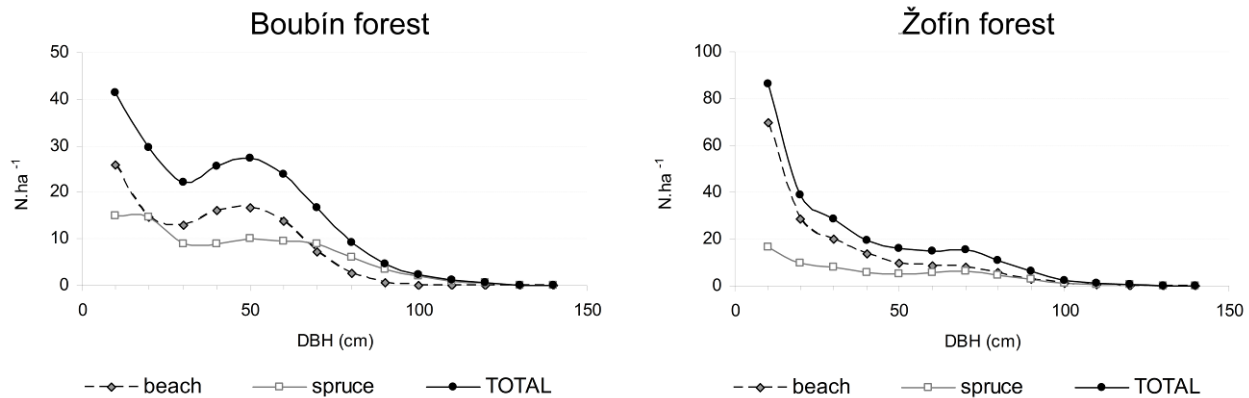 Boubín forest
50
40
30
20
10
0
N.ha -1
0
50
100
150
DBH (cm)
beach
spruce
TOTAL
Žofín forest
100
80
60
40
20
0
N.ha -1
0
50
100
150
DBH (cm)
beach
spruce
TOTAL